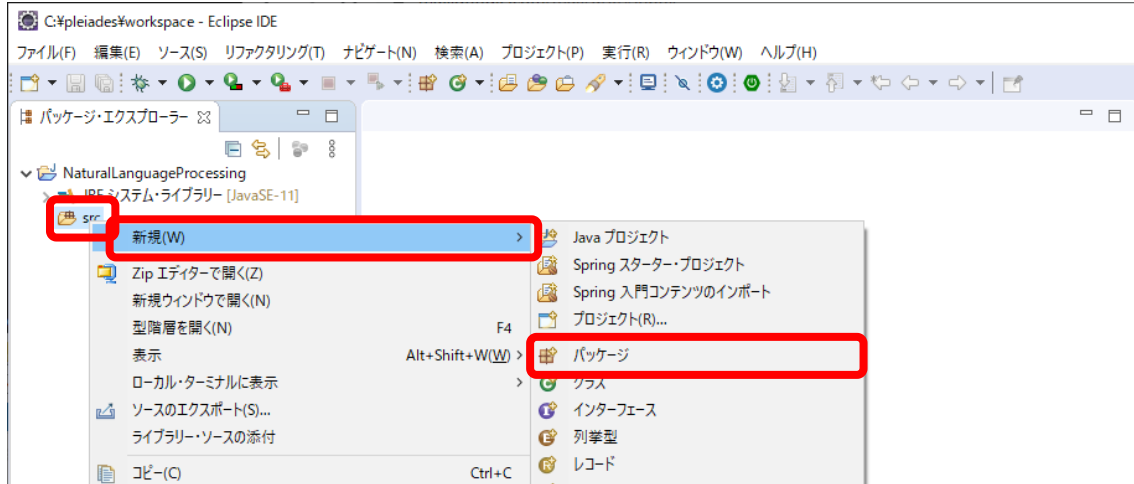 C:¥pleiades¥workspace - Eclipse IDE
ファイル(F) 編集(E) ソース(S) リファクタリング(T) ナビゲート(N) 検索(A) プロジェクト(P) 実行(R) ウィンドウ(W) ヘルプ(H)
パッケージ・エクスプローラー
NaturalLanguageProcessing
JRE システム・ライブラリー [JavaSE-11]
src
新規(W)
Zip エディターで開く(Z)
新規ウィンドウで開く(N)
型階層を開く(N) F4
表示 Alt+Shift+W(W)
ローカル・ターミナルに表示
ソースのエクスポート(S)...
ライブラリー・ソースの添付
コピー(C) Ctrl+C
Java プロジェクト
Spring スターター・プロジェクト
Spring 入門コンテンツのインポート
プロジェクト(R)...
パッケージ
クラス
インターフェース
列挙型
レコード